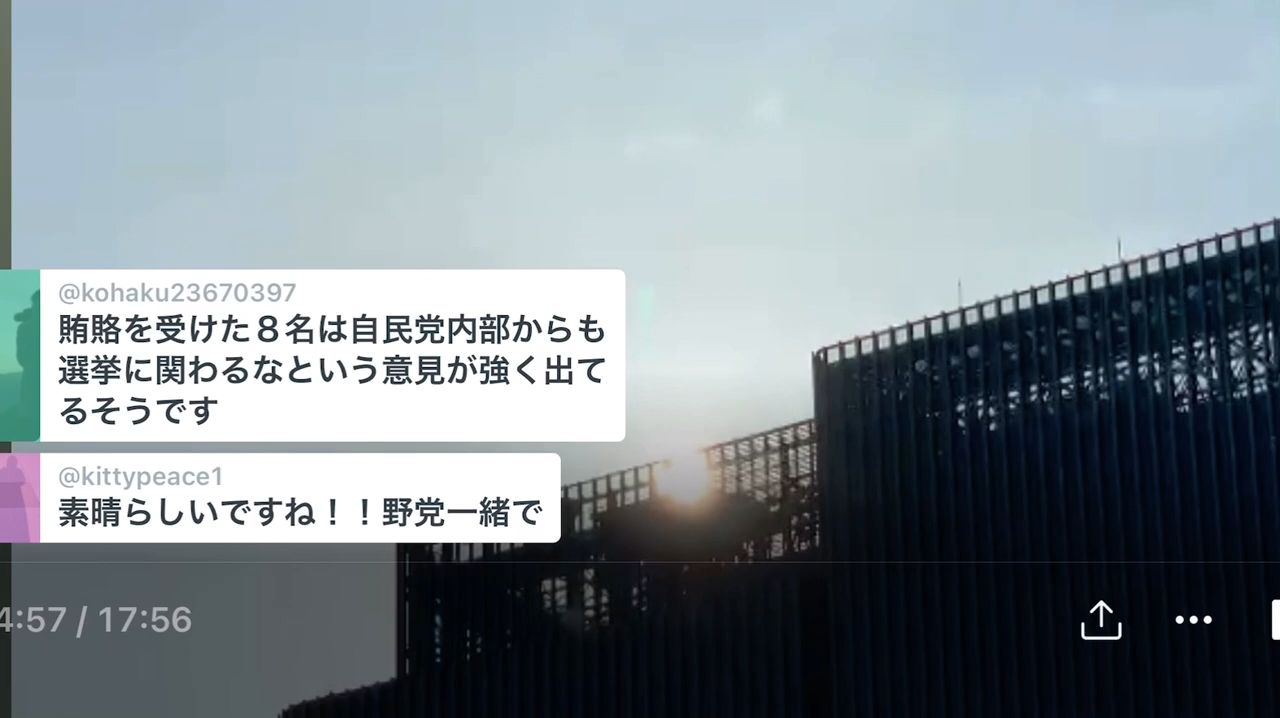 @kohaku23670397
賄賂を受けた８名は自民党内部からも
選挙に関わるなという意見が強く出て
るそうです
@kittypeace1
素晴らしいですね！！野党一緒で
4:57 / 17:56